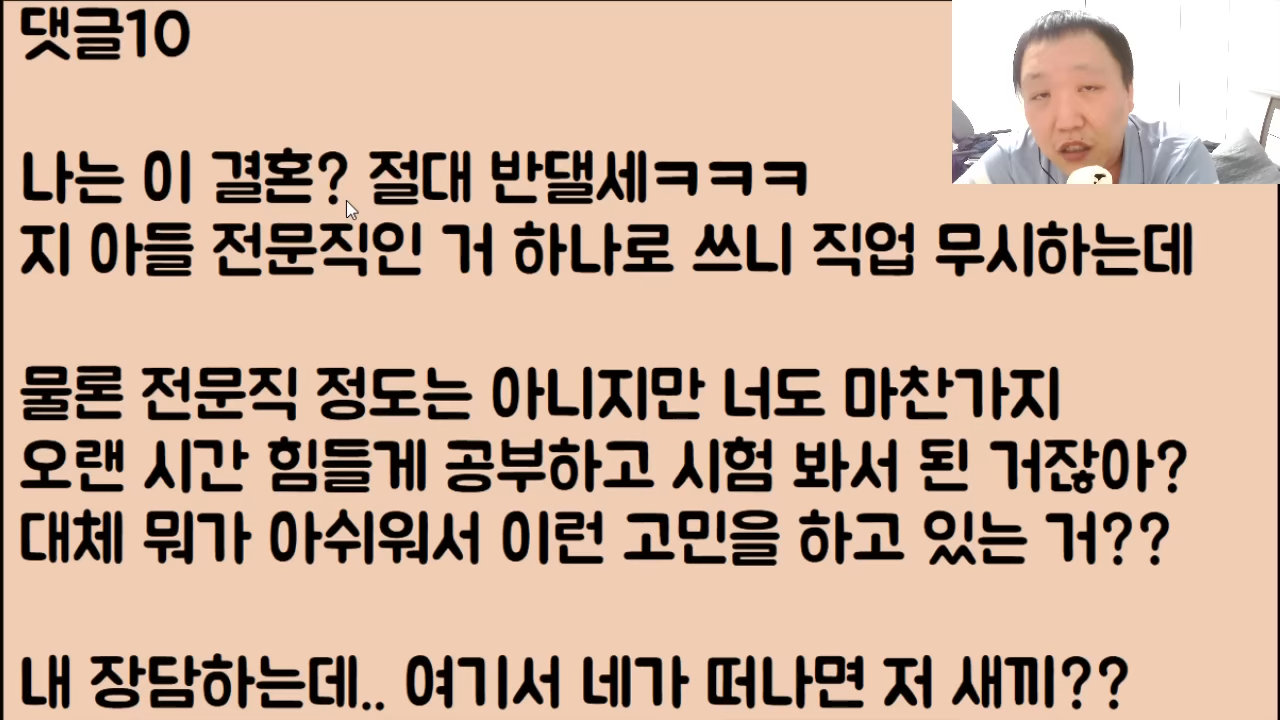 댓글10
나는 이 결혼? 절대 반댈세ㅋㅋㅋ
지 아들 전문직인 거 하나로 쓰니 직업 무시하는데
물론 전문직 정도는 아니지만 너도 마찬가지
오랜 시간 힘들게 공부하고 시험 봐서 된 거잖아?
대체 뭐가 아쉬워서 이런 고민을 하고 있는 거??
내 장담하는데.. 여기서 네가 떠나면 저 새끼??